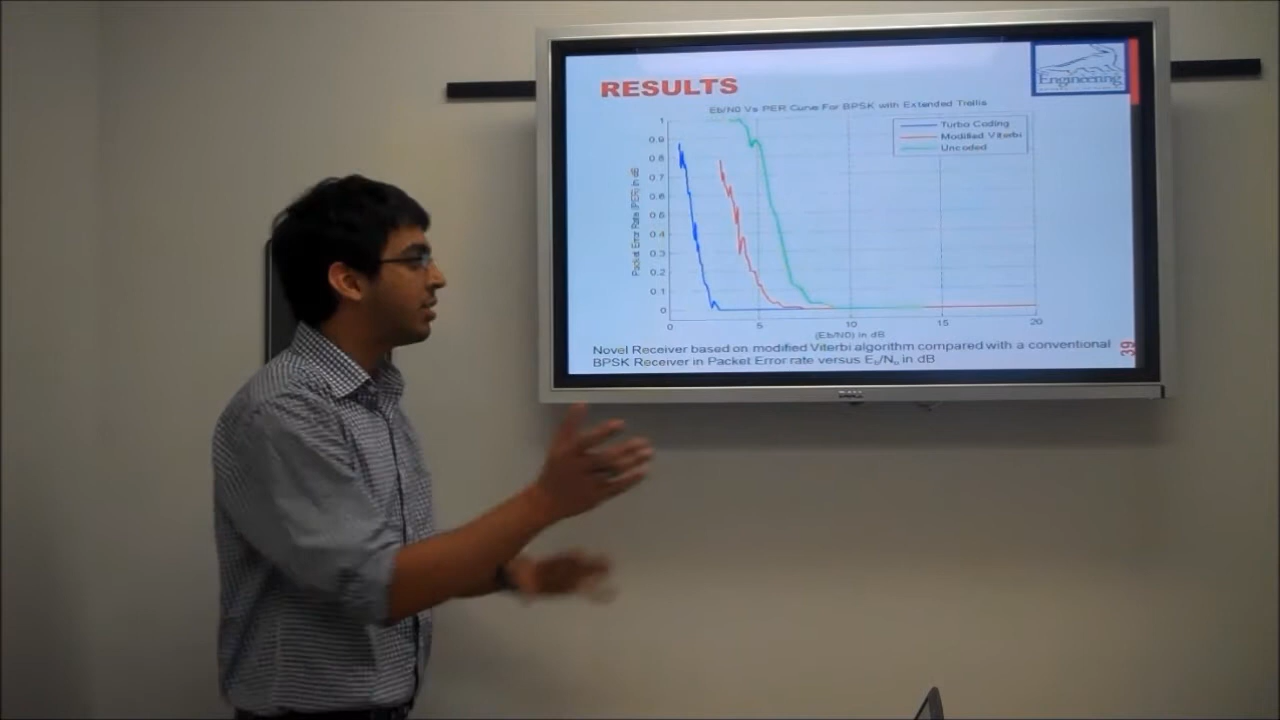 RESULTS
Engineering
Eb/N0 Vs PER Curve For BPSK with Extended Trellis
Turbo Coding
Modified Viterbi
Uncoded
Packet Error Rate (PER) in dB
1
0.9
0.8
0.7
0.6
0.5
0.4
0.3
0.2
0.1
0
0 5 10 15 20
(Eb/N0) in dB
Novel Receiver based on modified Viterbi algorithm compared with a conventional
BPSK Receiver in Packet Error rate versus Eb/No in dB
39
DELL